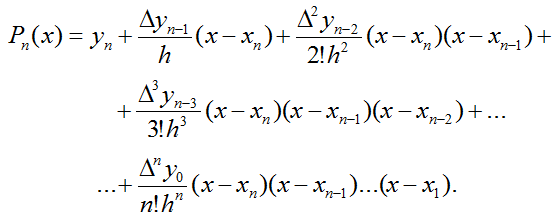 Pₙ(x) = yₙ + Δyₙ₋₁/h (x − xₙ) + Δ²yₙ₋₂/2!h² (x − xₙ)(x − xₙ₋₁) +
+ Δ³yₙ₋₃/3!h³ (x − xₙ)(x − xₙ₋₁)(x − xₙ₋₂) + ...
... + Δⁿy₀/n!hⁿ (x − xₙ)(x − xₙ₋₁)...(x − x₁).